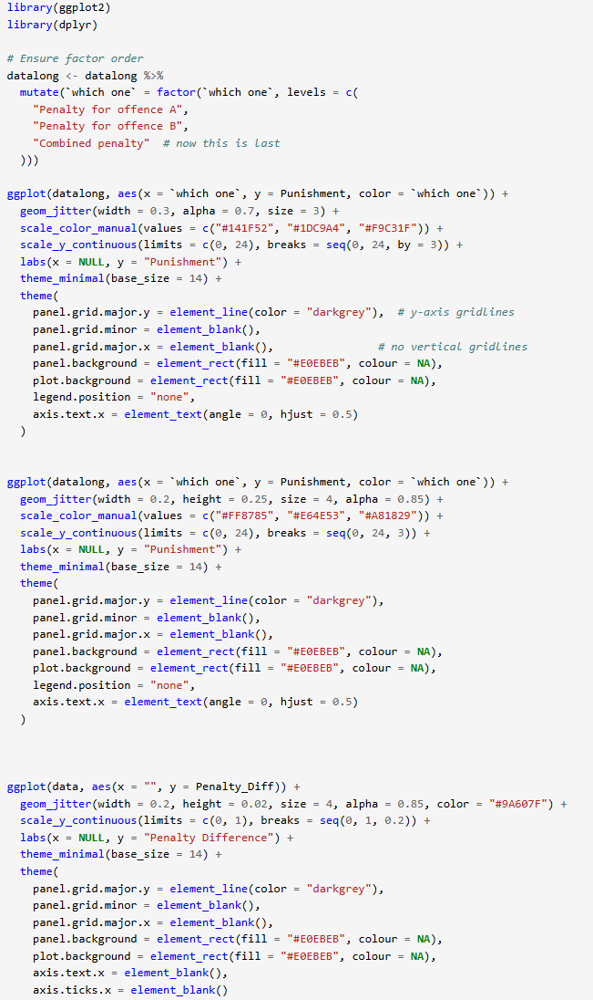 library(ggplot2)
library(dplyr)

# Ensure factor order
datalong <- datalong %>%
  mutate(`which one` = factor(`which one`, levels = c(
    "Penalty for offence A",
    "Penalty for offence B",
    "Combined penalty"  # now this is last
  )))

ggplot(datalong, aes(x = `which one`, y = Punishment, color = `which one`)) +
  geom_jitter(width = 0.3, alpha = 0.7, size = 3) +
  scale_color_manual(values = c("#141F52", "#1DC9A4", "#F9C31F")) +
  scale_y_continuous(limits = c(0, 24), breaks = seq(0, 24, by = 3)) +
  labs(x = NULL, y = "Punishment") +
  theme_minimal(base_size = 14) +
  theme(
    panel.grid.major.y = element_line(color = "darkgrey"),  # y-axis gridlines
    panel.grid.minor = element_blank(),
    panel.grid.major.x = element_blank(),                # no vertical gridlines
    panel.background = element_rect(fill = "#E0EBEB", colour = NA),
    plot.background = element_rect(fill = "#E0EBEB", colour = NA),
    legend.position = "none",
    axis.text.x = element_text(angle = 0, hjust = 0.5)
  )

ggplot(datalong, aes(x = `which one`, y = Punishment, color = `which one`)) +
  geom_jitter(width = 0.2, height = 0.25, size = 4, alpha = 0.85) +
  scale_color_manual(values = c("#FF8785", "#E64E53", "#A81829")) +
  scale_y_continuous(limits = c(0, 24), breaks = seq(0, 24, 3)) +
  labs(x = NULL, y = "Punishment") +
  theme_minimal(base_size = 14) +
  theme(
    panel.grid.major.y = element_line(color = "darkgrey"),
    panel.grid.minor = element_blank(),
    panel.grid.major.x = element_blank(),
    panel.background = element_rect(fill = "#E0EBEB", colour = NA),
    plot.background = element_rect(fill = "#E0EBEB", colour = NA),
    legend.position = "none",
    axis.text.x = element_text(angle = 0, hjust = 0.5)
  )

ggplot(data, aes(x = "", y = Penalty_Diff)) +
  geom_jitter(width = 0.2, height = 0.02, size = 4, alpha = 0.85, color = "#9A607F") +
  scale_y_continuous(limits = c(0, 1), breaks = seq(0, 1, 0.2)) +
  labs(x = NULL, y = "Penalty Difference") +
  theme_minimal(base_size = 14) +
  theme(
    panel.grid.major.y = element_line(color = "darkgrey"),
    panel.grid.minor = element_blank(),
    panel.grid.major.x = element_blank(),
    panel.background = element_rect(fill = "#E0EBEB", colour = NA),
    plot.background = element_rect(fill = "#E0EBEB", colour = NA),
    axis.text.x = element_blank(),
    axis.ticks.x = element_blank()